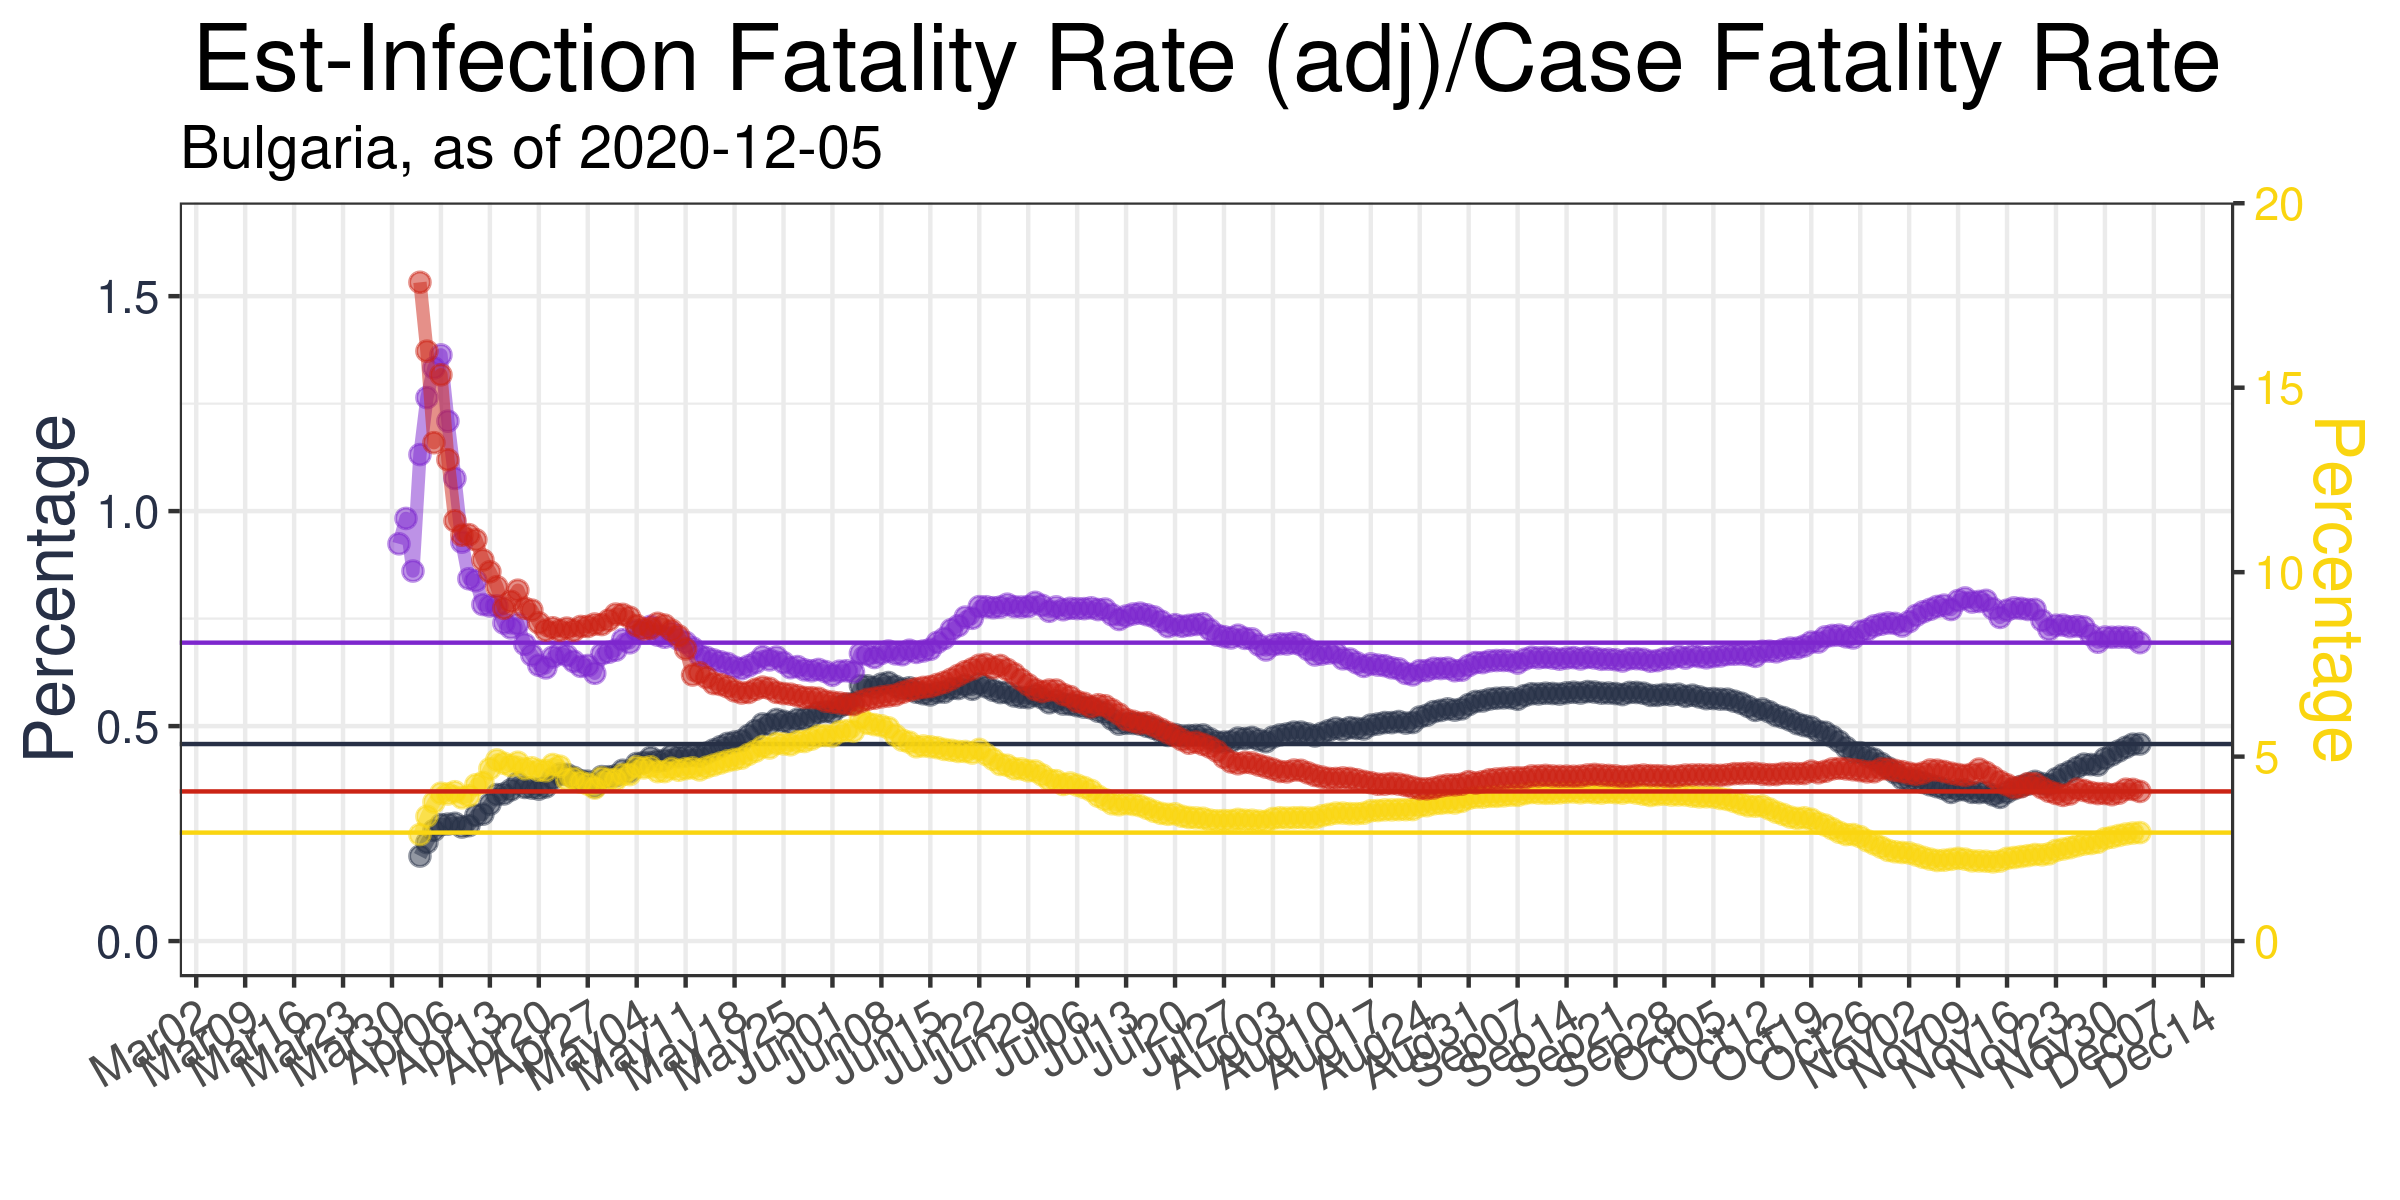 Est-Infection Fatality Rate (adj)/Case Fatality Rate
Bulgaria, as of 2020-12-05
Percentage
1.5
1.0
0.5
0.0
20
15
10
5
0
Percentage
Mar02
Mar09
Mar16
Mar23
Mar30
Apr06
Apr13
Apr20
Apr27
May04
May11
May18
May25
Jun01
Jun08
Jun15
Jun22
Jun29
Jul06
Jul13
Jul20
Jul27
Aug03
Aug10
Aug17
Aug24
Aug31
Sep07
Sep14
Sep21
Sep28
Oct05
Oct12
Oct19
Oct26
Nov02
Nov09
Nov16
Nov23
Nov30
Dec07
Dec14